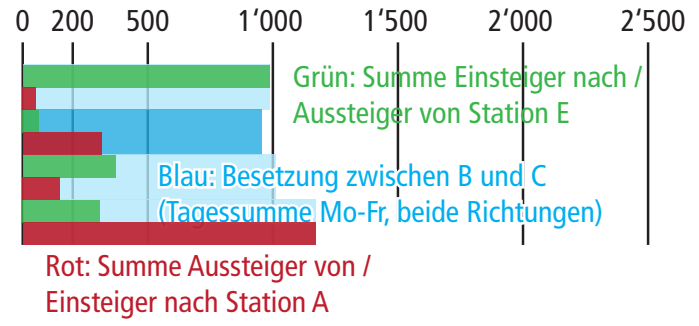 0 200 500 1‘000 1‘500 2‘000 2‘500
Grün: Summe Einsteiger nach /
Aussteiger von Station E
Blau: Besetzung zwischen B und C
(Tagessumme Mo-Fr, beide Richtungen)
Rot: Summe Aussteiger von /
Einsteiger nach Station A